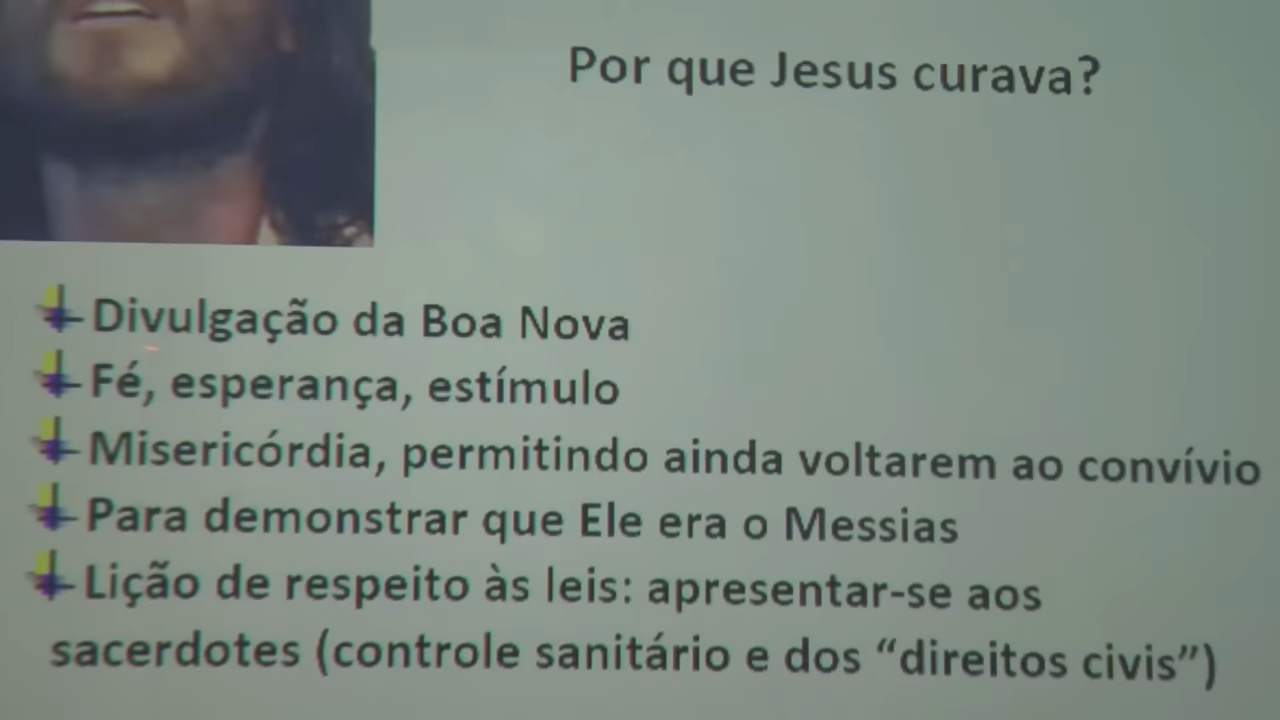 Por que Jesus curava?
Divulgação da Boa Nova
Fé, esperança, estímulo
Misericórdia, permitindo ainda voltarem ao convívio
Para demonstrar que Ele era o Messias
Lição de respeito às leis: apresentar-se aos
sacerdotes (controle sanitário e dos “direitos civis”)